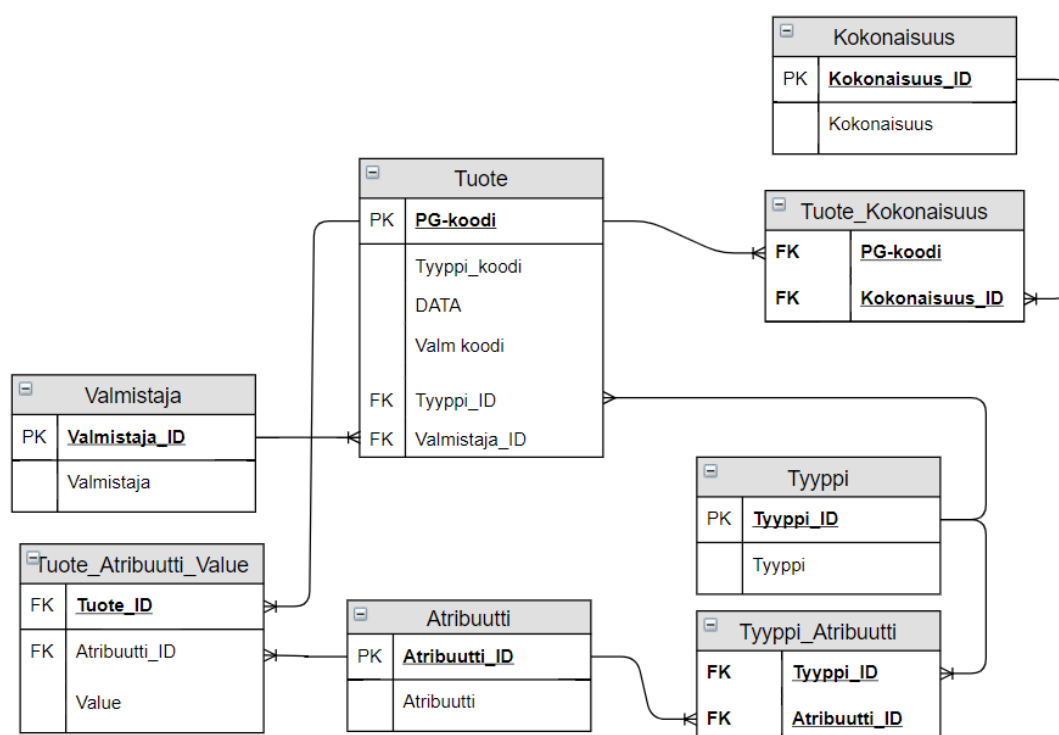 Kokonaisuus
PK Kokonaisuus_ID
Kokonaisuus
Tuote
PK PG-koodi
Tyyppi_koodi
DATA
Valm koodi
FK Tyyppi_ID
FK Valmistaja_ID
Tuote_Kokonaisuus
FK PG-koodi
FK Kokonaisuus_ID
Valmistaja
PK Valmistaja_ID
Valmistaja
Tyyppi
PK Tyyppi_ID
Tyyppi
Tuote_Atribuutti_Value
FK Tuote_ID
FK Atribuutti_ID
Value
Atribuutti
PK Atribuutti_ID
Atribuutti
Tyyppi_Atribuutti
FK Tyyppi_ID
FK Atribuutti_ID